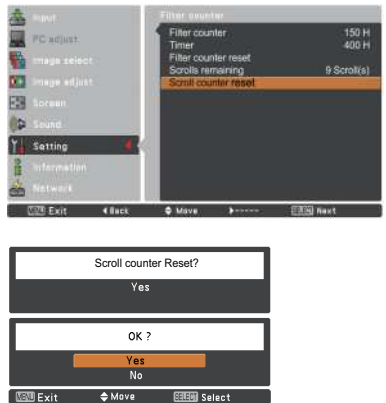 Input
Filter counter
PC adjust
Filter counter 150 H
Timer 400 H
Image select
Filter counter reset
Scrolls remaining 9 Scroll(s)
Image adjust
Scroll counter reset
Screen
Sound
Setting
Information
Network
MENU Exit ◀Back Move ▶----- SELECT Next
Scroll counter Reset?
Yes
OK ?
Yes
No
MENU Exit Move SELECT Select